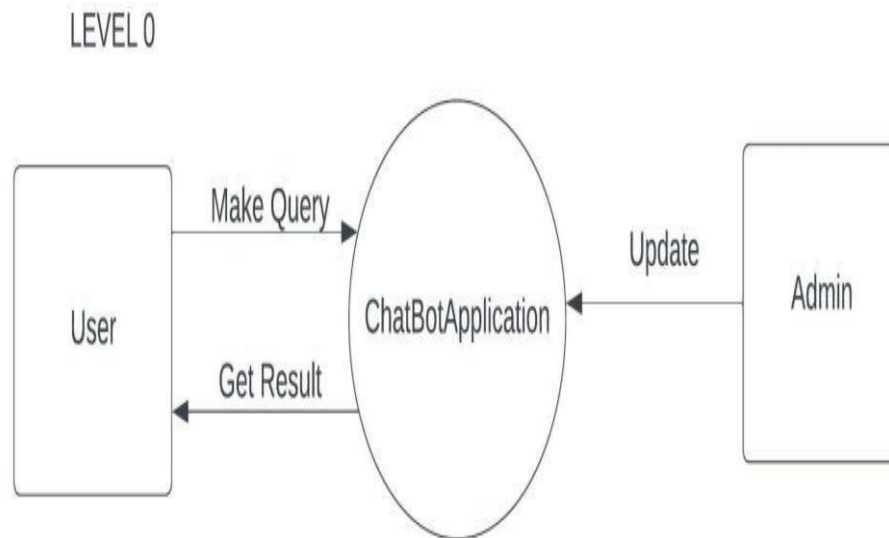 LEVEL 0
Make Query
Update
User
ChatBotApplication
Admin
Get Result